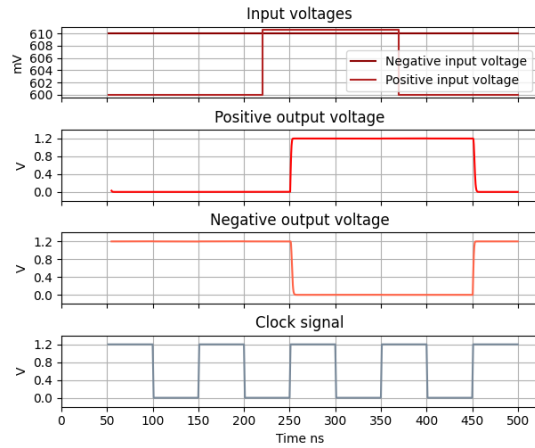 Input voltages
610
608
606
604
602
600
mV
Negative input voltage
Positive input voltage
Positive output voltage
1.2
0.8
0.4
0.0
V
Negative output voltage
1.2
0.8
0.4
0.0
V
Clock signal
1.2
0.8
0.4
0.0
V
0 50 100 150 200 250 300 350 400 450 500
Time ns